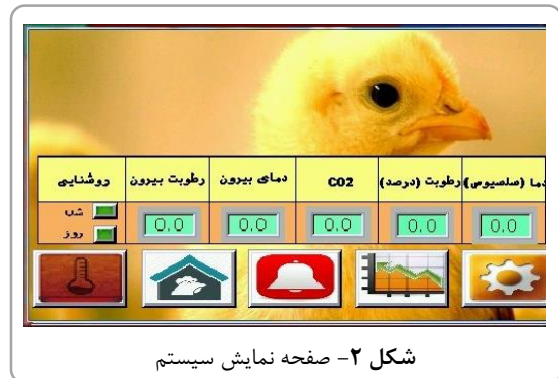 دما (سلسیوس) رطوبت (درصد) CO2 دمای بیرون رطوبت بیرون روشنایی
0.0 0.0 0.0 0.0 0.0 شب
روز
شکل ۲- صفحه نمایش سیستم